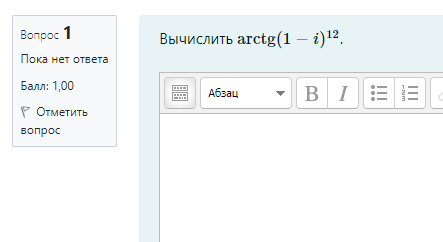 Вопрос 1
Пока нет ответа
Балл: 1,00
Отметить
вопрос
Вычислить arctg(1 − i)¹².
Абзац
B I